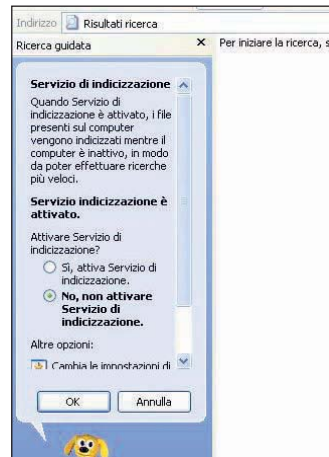 Indirizzo Risultati ricerca
Ricerca guidata
Per iniziare la ricerca, s
Servizio di indicizzazione
Quando Servizio di
indicizzazione è attivato, i file
presenti sul computer
vengono indicizzati mentre il
computer è inattivo, in modo
da poter effettuare ricerche
più veloci.
Servizio indicizzazione è
attivato.
Attivare Servizio di
indicizzazione?
Sì, attiva Servizio di
indicizzazione.
No, non attivare
Servizio di
indicizzazione.
Altre opzioni:
Cambia le impostazioni di
OK Annulla